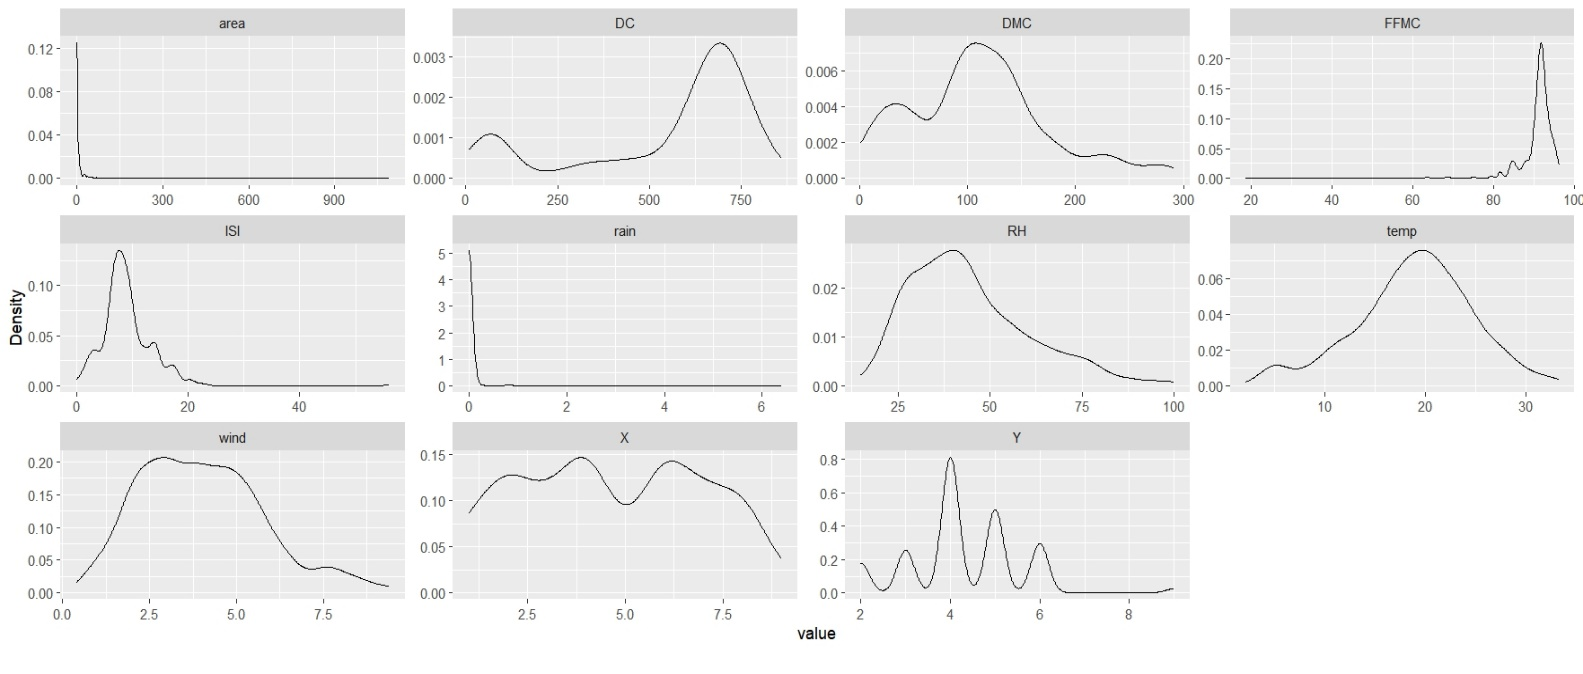 area DC DMC FFMC
0.12 0.003 0.006 0.20
0.08 0.002 0.004 0.15
0.04 0.001 0.002 0.10
0.00 0.000 0.000 0.05
0.00
0 300 600 900 0 250 500 750 0 100 200 300 20 40 60 80 100
ISI rain RH temp
0.10 5 0.02 0.06
0.05 4 0.01 0.04
0.00 3 0.00 0.02
2 0.00
1
0
0 20 40 0 2 4 6 25 50 75 100 10 20 30
Density
wind X Y
0.20 0.15 0.8
0.15 0.10 0.6
0.10 0.05 0.4
0.05 0.00 0.2
0.00 0.0
0.0 2.5 5.0 7.5 2.5 5.0 7.5 2 4 6 8
value